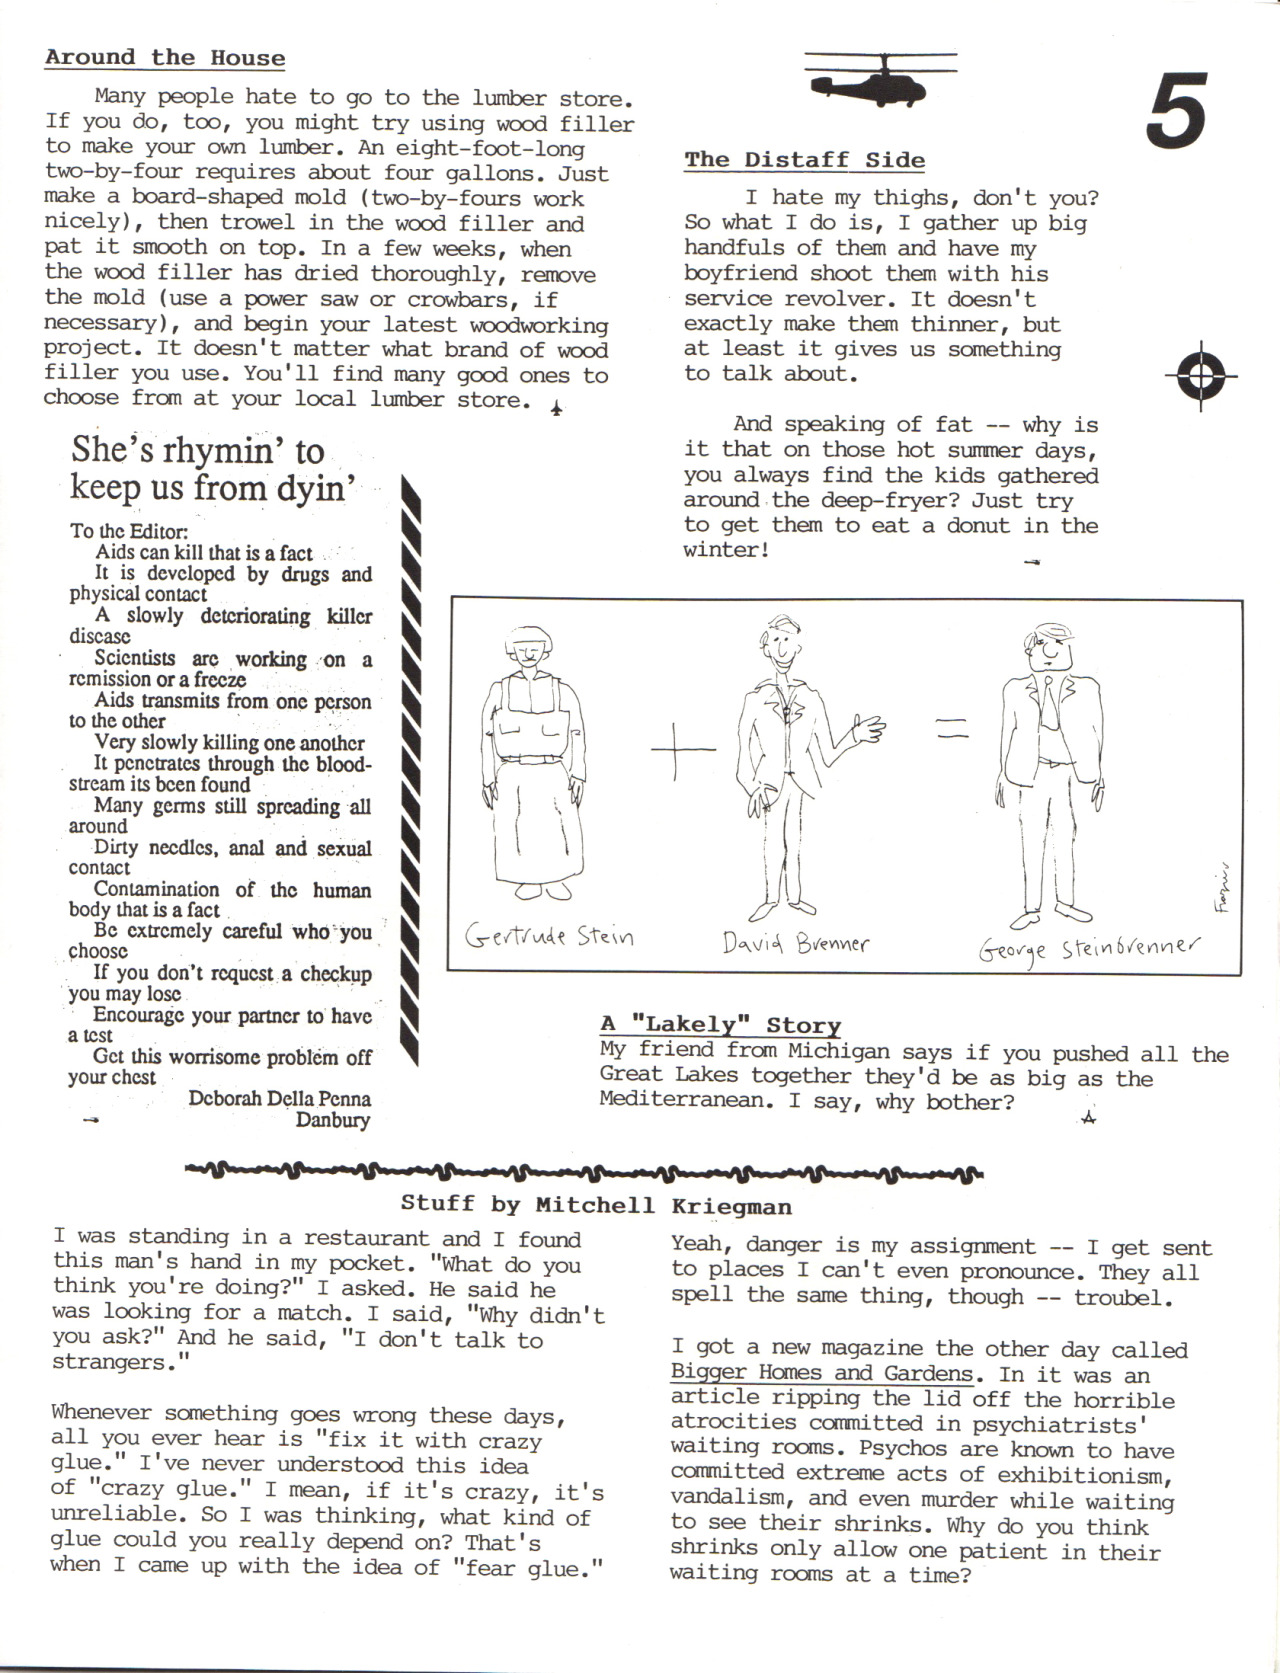 Around the House
Many people hate to go to the lumber store.
If you do, too, you might try using wood filler
to make your own lumber. An eight-foot-long
two-by-four requires about four gallons. Just
make a board-shaped mold (two-by-fours work
nicely), then trowel in the wood filler and
pat it smooth on top. In a few weeks, when
the wood filler has dried thoroughly, remove
the mold (use a power saw or crowbars, if
necessary), and begin your latest woodworking
project. It doesn't matter what brand of wood
filler you use. You'll find many good ones to
choose from at your local lumber store.
5
The Distaff Side
I hate my thighs, don't you?
So what I do is, I gather up big
handfuls of them and have my
boyfriend shoot them with his
service revolver. It doesn't
exactly make them thinner, but
at least it gives us something
to talk about.
And speaking of fat -- why is
it that on those hot summer days,
you always find the kids gathered
around the deep-fryer? Just try
to get them to eat a donut in the
winter!
She's rhymin' to
keep us from dyin'
To the Editor:
Aids can kill that is a fact
It is developed by drugs and
physical contact
A slowly deteriorating killer
disease
Scientists are working on a
remission or a freeze
Aids transmits from one person
to the other
Very slowly killing one another
It penetrates through the blood-
stream its been found
Many germs still spreading all
around
Dirty needles, anal and sexual
contact
Contamination of the human
body that is a fact
Be extremely careful who you
choose
If you don't request a checkup
you may lose
Encourage your partner to have
a test
Get this worrisome problem off
your chest
Deborah Della Penna
Danbury
+
=
Gertrude Stein
David Brenner
George Steinbrenner
Frazier
A "Lakely" Story
My friend from Michigan says if you pushed all the
Great Lakes together they'd be as big as the
Mediterranean. I say, why bother?
Stuff by Mitchell Kriegman
I was standing in a restaurant and I found
this man's hand in my pocket. "What do you
think you're doing?" I asked. He said he
was looking for a match. I said, "Why didn't
you ask?" And he said, "I don't talk to
strangers."
Whenever something goes wrong these days,
all you ever hear is "fix it with crazy
glue." I've never understood this idea
of "crazy glue." I mean, if it's crazy, it's
unreliable. So I was thinking, what kind of
glue could you really depend on? That's
when I came up with the idea of "fear glue."
Yeah, danger is my assignment -- I get sent
to places I can't even pronounce. They all
spell the same thing, though -- troubel.
I got a new magazine the other day called
Bigger Homes and Gardens. In it was an
article ripping the lid off the horrible
atrocities committed in psychiatrists'
waiting rooms. Psychos are known to have
committed extreme acts of exhibitionism,
vandalism, and even murder while waiting
to see their shrinks. Why do you think
shrinks only allow one patient in their
waiting rooms at a time?